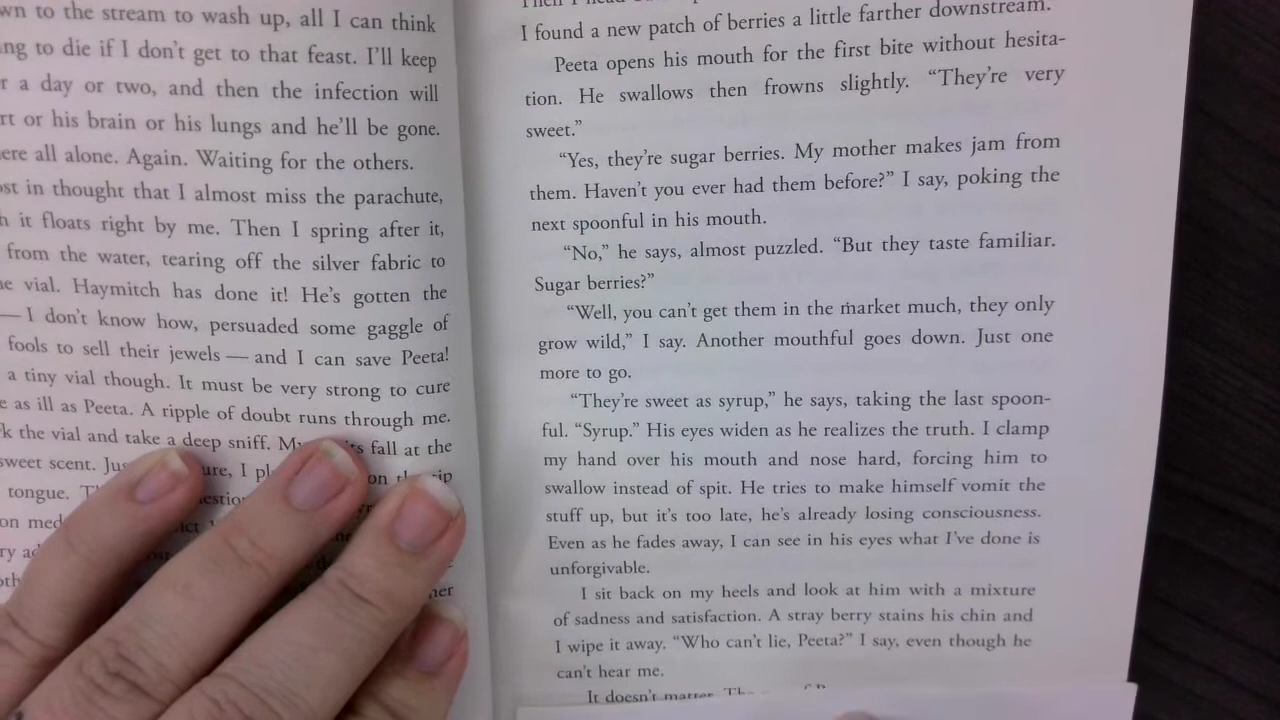 wn to the stream to wash up, all I can think
ng to die if I don't get to that feast. I'll keep
r a day or two, and then the infection will
rt or his brain or his lungs and he'll be gone.
ere all alone. Again. Waiting for the others.
st in thought that I almost miss the parachute,
h it floats right by me. Then I spring after it,
from the water, tearing off the silver fabric to
e vial. Haymitch has done it! He's gotten the
— I don't know how, persuaded some gaggle of
fools to sell their jewels — and I can save Peeta!
a tiny vial though. It must be very strong to cure
e as ill as Peeta. A ripple of doubt runs through me.
k the vial and take a deep sniff. fall at the
sweet scent. ure, I on
tongue.
on
I found a new patch of berries a little farther downstream.
Peeta opens his mouth for the first bite without hesita-
tion. He swallows then frowns slightly. “They're very
sweet.”
“Yes, they're sugar berries. My mother makes jam from
them. Haven't you ever had them before?” I say, poking the
next spoonful in his mouth.
“No,” he says, almost puzzled. “But they taste familiar.
Sugar berries?”
“Well, you can't get them in the market much, they only
grow wild,” I say. Another mouthful goes down. Just one
more to go.
“They're sweet as syrup,” he says, taking the last spoon-
ful. “Syrup.” His eyes widen as he realizes the truth. I clamp
my hand over his mouth and nose hard, forcing him to
swallow instead of spit. He tries to make himself vomit the
stuff up, but it's too late, he's already losing consciousness.
Even as he fades away, I can see in his eyes what I've done is
unforgivable.
I sit back on my heels and look at him with a mixture
of sadness and satisfaction. A stray berry stains his chin and
I wipe it away. “Who can't lie, Peeta?” I say, even though he
can't hear me.
It doesn't matter.